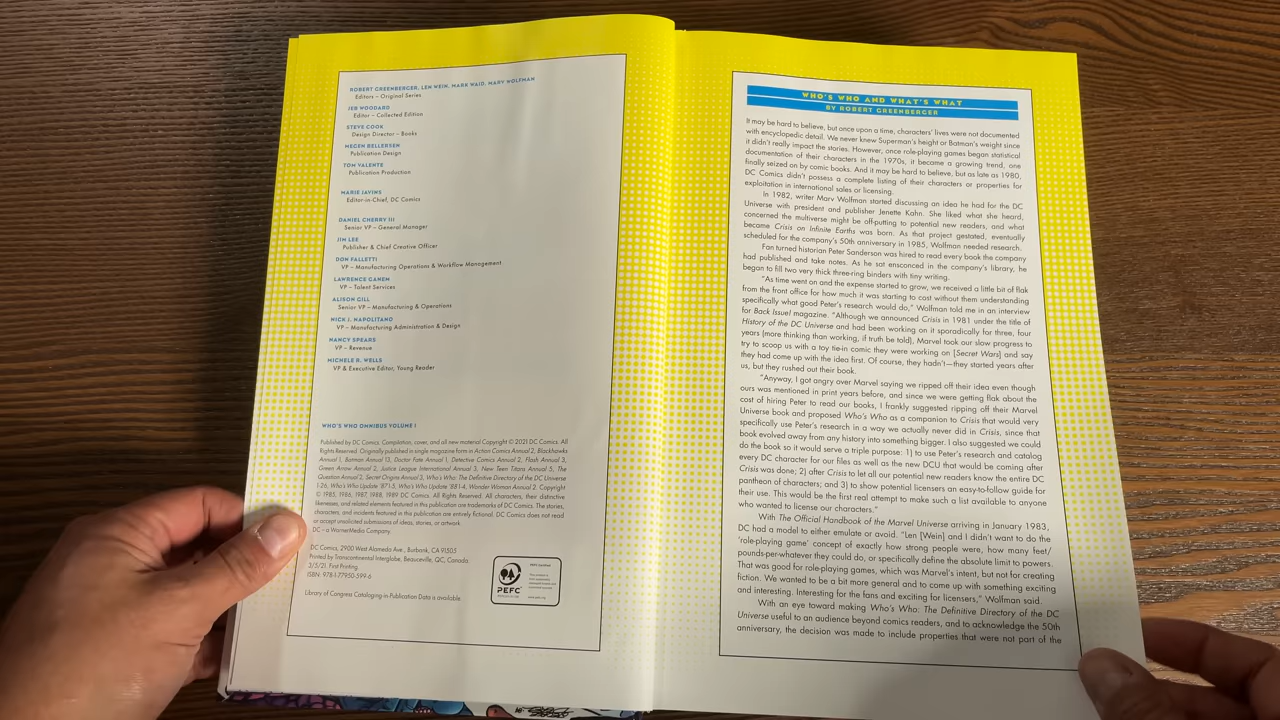 ROBERT GREENBERGER, LEN WEIN, MARK WAID, MARV WOLFMAN
Editors – Original Series
JEB WOODARD
Editor – Collected Edition
STEVE COOK
Design Director – Books
MEGEN BELLERSEN
Publication Design
TOM VALENTE
Publication Production
MARIE JAVINS
Editor-in-Chief, DC Comics
DANIEL CHERRY III
Senior VP – General Manager
JIM LEE
Publisher & Chief Creative Officer
DON FALLETTI
VP – Manufacturing Operations & Workflow Management
LAWRENCE GANEM
VP – Talent Services
ALISON GILL
Senior VP – Manufacturing & Operations
NICK J. NAPOLITANO
VP – Manufacturing Administration & Design
NANCY SPEARS
VP – Revenue
MICHELE R. WELLS
VP & Executive Editor, Young Reader
WHO'S WHO OMNIBUS VOLUME 1
Published by DC Comics. Compilation, cover, and all new material Copyright © 2021 DC Comics. All
Rights Reserved. Originally published in single magazine form in Action Comics Annual 2, Blackhawks
Annual 1, Batman Annual 13, Doctor Fate Annual 1, Detective Comics Annual 2, Flash Annual 3,
Green Arrow Annual 2, Justice League International Annual 3, New Teen Titans Annual 5, The
Question Annual 2, Secret Origins Annual 3, Who's Who: The Definitive Directory of the DC Universe
1-26, Who's Who Update '87 1-5, Who's Who Update '88 1-4, Wonder Woman Annual 2. Copyright
© 1985, 1986, 1987, 1988, 1989 DC Comics. All Rights Reserved. All characters, their distinctive
likenesses, and related elements featured in this publication are trademarks of DC Comics. The stories,
characters, and incidents featured in this publication are entirely fictional. DC Comics does not read
or accept unsolicited submissions of ideas, stories, or artwork.
DC – a WarnerMedia Company.
DC Comics, 2900 West Alameda Ave., Burbank, CA 91505
Printed by Transcontinental Interglobe, Beauceville, QC, Canada.
3/5/21. First Printing.
ISBN: 978-1-77950-599-6
Library of Congress Cataloging-in-Publication Data is available.
PEFC
WHO'S WHO AND WHAT'S WHAT
BY ROBERT GREENBERGER
It may be hard to believe, but once upon a time, characters' lives were not documented
with encyclopedic detail. We never knew Superman's height or Batman's weight since
it didn't really impact the stories. However, once role-playing games began statistical
documentation of their characters in the 1970s, it became a growing trend, one
finally seized on by comic books. And it may be hard to believe, but as late as 1980,
DC Comics didn't possess a complete listing of their characters or properties for
exploitation in international sales or licensing.
In 1982, writer Marv Wolfman started discussing an idea he had for the DC
Universe with president and publisher Jenette Kahn. She liked what she heard,
concerned the multiverse might be off-putting to potential new readers, and what
became Crisis on Infinite Earths was born. As that project gestated, eventually
scheduled for the company's 50th anniversary in 1985, Wolfman needed research.
Fan turned historian Peter Sanderson was hired to read every book the company
had published and take notes. As he sat ensconced in the company's library, he
began to fill two very thick three-ring binders with tiny writing.
"As time went on and the expense started to grow, we received a little bit of flak
from the front office for how much it was starting to cost without them understanding
specifically what good Peter's research would do," Wolfman told me in an interview
for Back Issue! magazine. "Although we announced Crisis in 1981 under the title of
History of the DC Universe and had been working on it sporadically for three, four
years (more thinking than working, if truth be told), Marvel took our slow progress to
try to scoop us with a toy tie-in comic they were working on [Secret Wars] and say
they had come up with the idea first. Of course, they hadn't—they started years after
us, but they rushed out their book.
"Anyway, I got angry over Marvel saying we ripped off their idea even though
ours was mentioned in print years before, and since we were getting flak about the
cost of hiring Peter to read our books, I frankly suggested ripping off their Marvel
Universe book and proposed Who's Who as a companion to Crisis that would very
specifically use Peter's research in a way we actually never did in Crisis, since that
book evolved away from any history into something bigger. I also suggested we could
do the book so it would serve a triple purpose: 1) to use Peter's research and catalog
every DC character for our files as well as the new DCU that would be coming after
Crisis was done; 2) after Crisis to let all our potential new readers know the entire DC
pantheon of characters; and 3) to show potential licensers an easy-to-follow guide for
their use. This would be the first real attempt to make such a list available to anyone
who wanted to license our characters."
With The Official Handbook of the Marvel Universe arriving in January 1983,
DC had a model to either emulate or avoid. "Len [Wein] and I didn't want to do the
'role-playing game' concept of exactly how strong people were, how many feet/
pounds-per-whatever they could do, or specifically define the absolute limit to powers.
That was good for role-playing games, which was Marvel's intent, but not for creating
fiction. We wanted to be a bit more general and to come up with something exciting
and interesting. Interesting for the fans and exciting for licensers," Wolfman said.
With an eye toward making Who's Who: The Definitive Directory of the DC
Universe useful to an audience beyond comics readers, and to acknowledge the 50th
anniversary, the decision was made to include properties that were not part of the